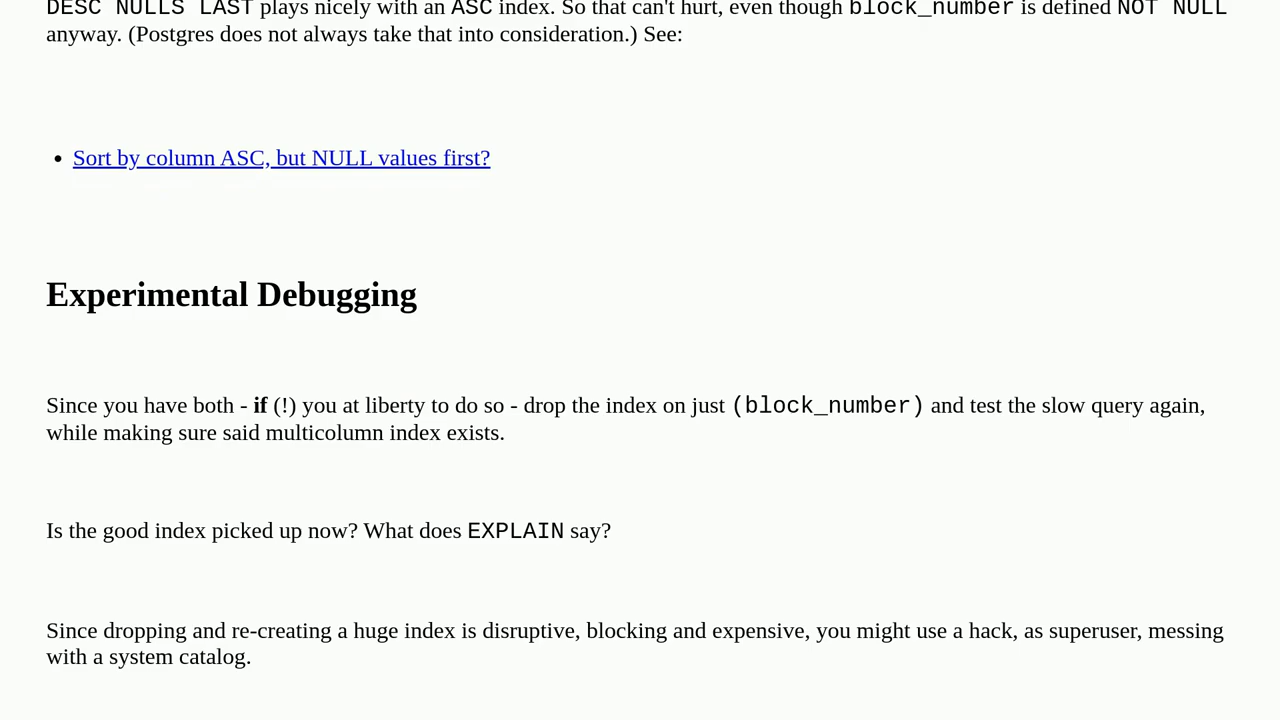 DESC NULLS LAST plays nicely with an ASC index. So that can't hurt, even though block_number is defined NOT NULL
anyway. (Postgres does not always take that into consideration.) See:
• Sort by column ASC, but NULL values first?
Experimental Debugging
Since you have both - if (!) you at liberty to do so - drop the index on just (block_number) and test the slow query again,
while making sure said multicolumn index exists.
Is the good index picked up now? What does EXPLAIN say?
Since dropping and re-creating a huge index is disruptive, blocking and expensive, you might use a hack, as superuser, messing
with a system catalog.